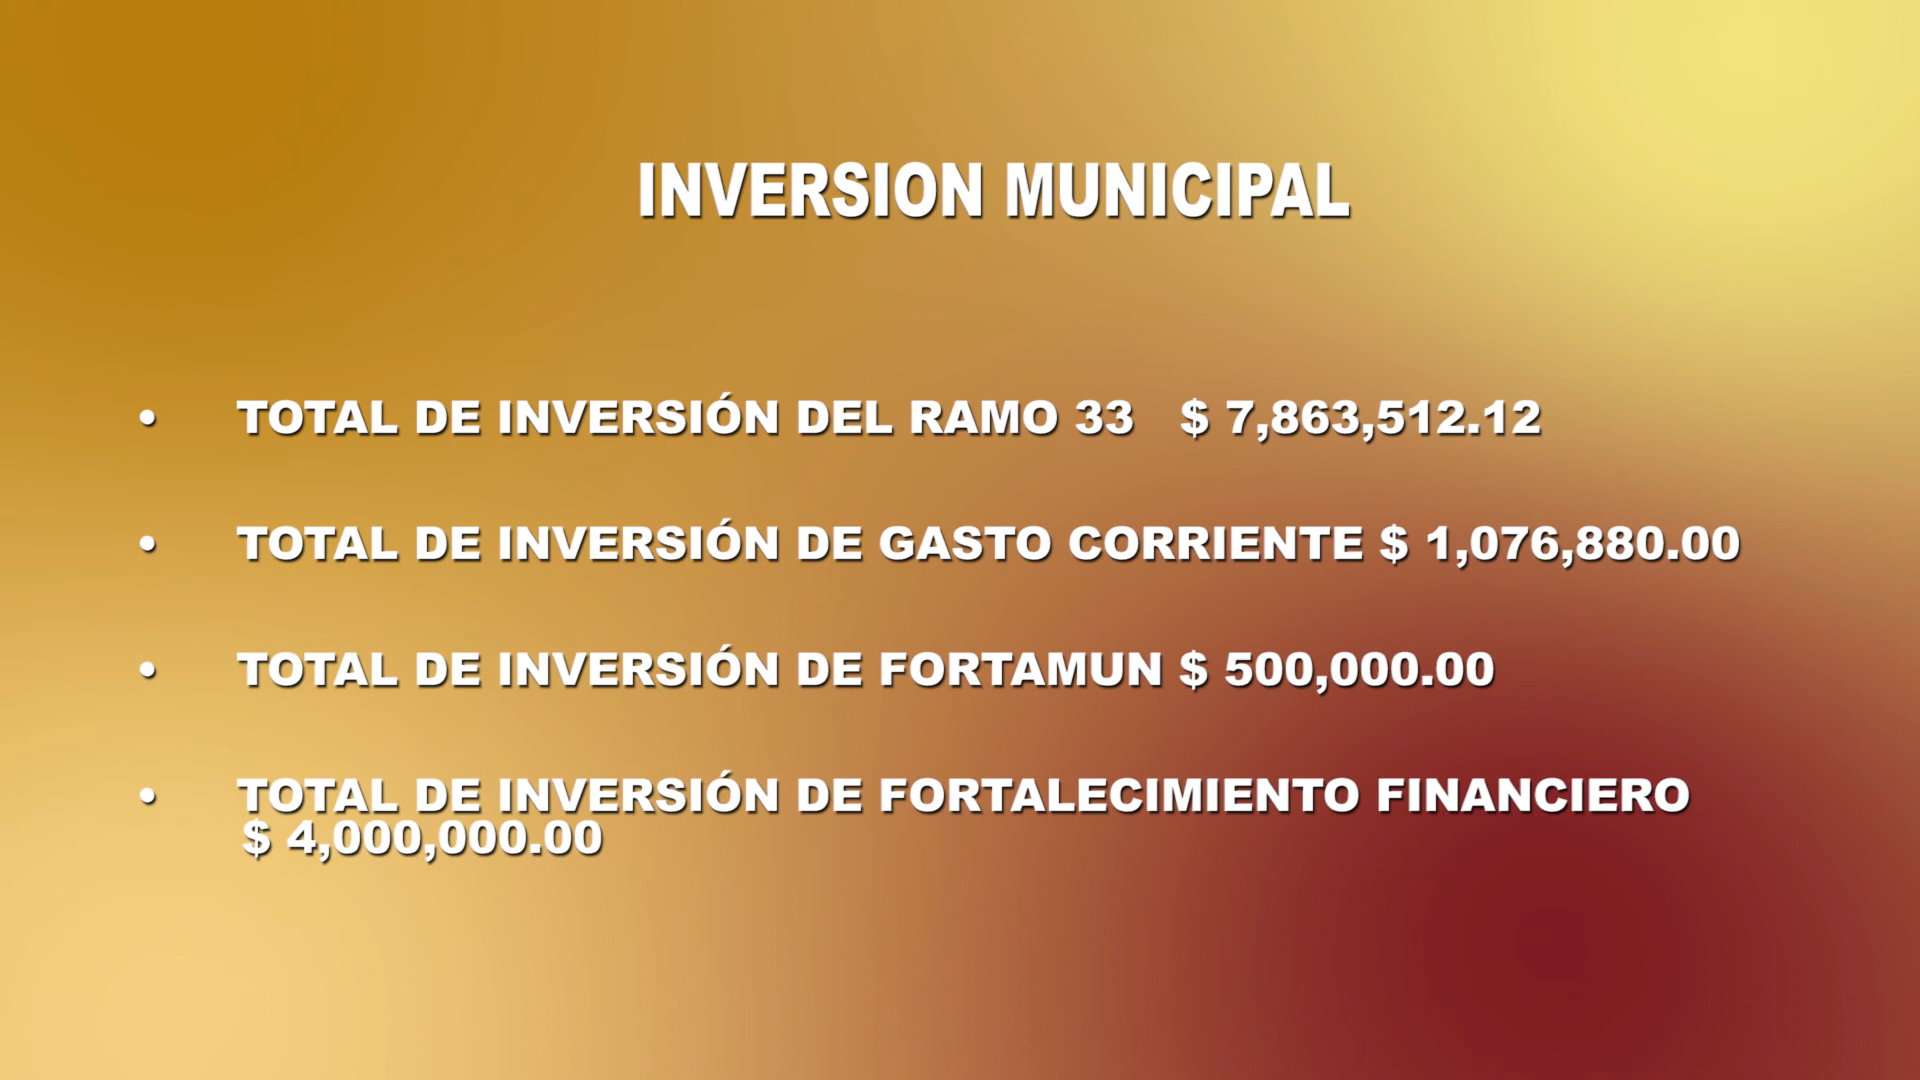 INVERSION MUNICIPAL
• TOTAL DE INVERSIÓN DEL RAMO 33 $ 7,863,512.12
• TOTAL DE INVERSIÓN DE GASTO CORRIENTE $ 1,076,880.00
• TOTAL DE INVERSIÓN DE FORTAMUN $ 500,000.00
• TOTAL DE INVERSIÓN DE FORTALECIMIENTO FINANCIERO
$ 4,000,000.00